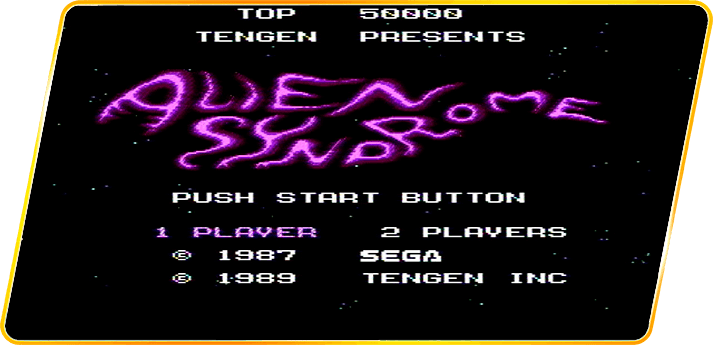 TOP 50000
TENGEN PRESENTS
ALIEN SYNDROME
PUSH START BUTTON
1 PLAYER 2 PLAYERS
© 1987 SEGA
© 1989 TENGEN INC